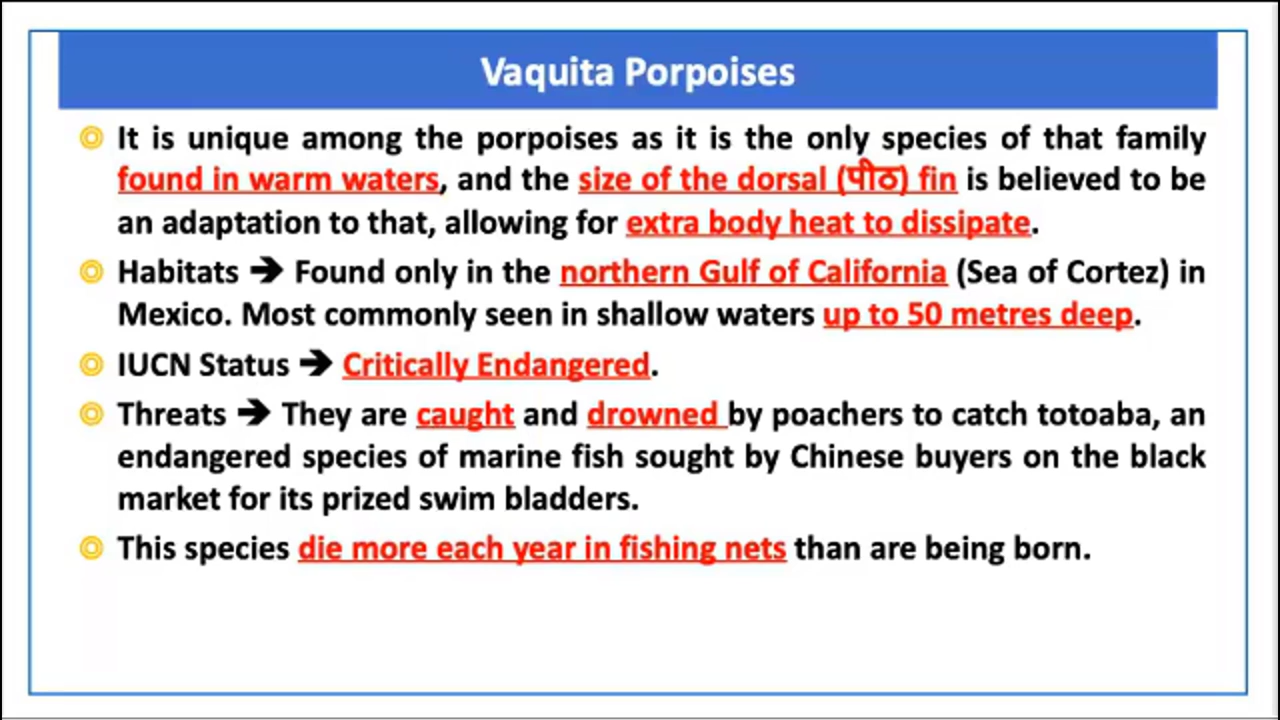 Vaquita Porpoises
It is unique among the porpoises as it is the only species of that family
found in warm waters, and the size of the dorsal (पीठ) fin is believed to be
an adaptation to that, allowing for extra body heat to dissipate.
Habitats ➔ Found only in the northern Gulf of California (Sea of Cortez) in
Mexico. Most commonly seen in shallow waters up to 50 metres deep.
IUCN Status ➔ Critically Endangered.
Threats ➔ They are caught and drowned by poachers to catch totoaba, an
endangered species of marine fish sought by Chinese buyers on the black
market for its prized swim bladders.
This species die more each year in fishing nets than are being born.